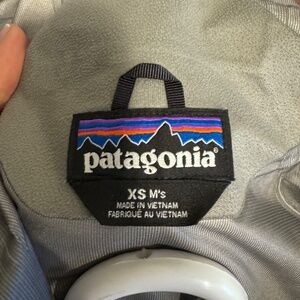 patagonia®
XS M's
MADE IN VIETNAM
FABRIQUÉ AU VIETNAM